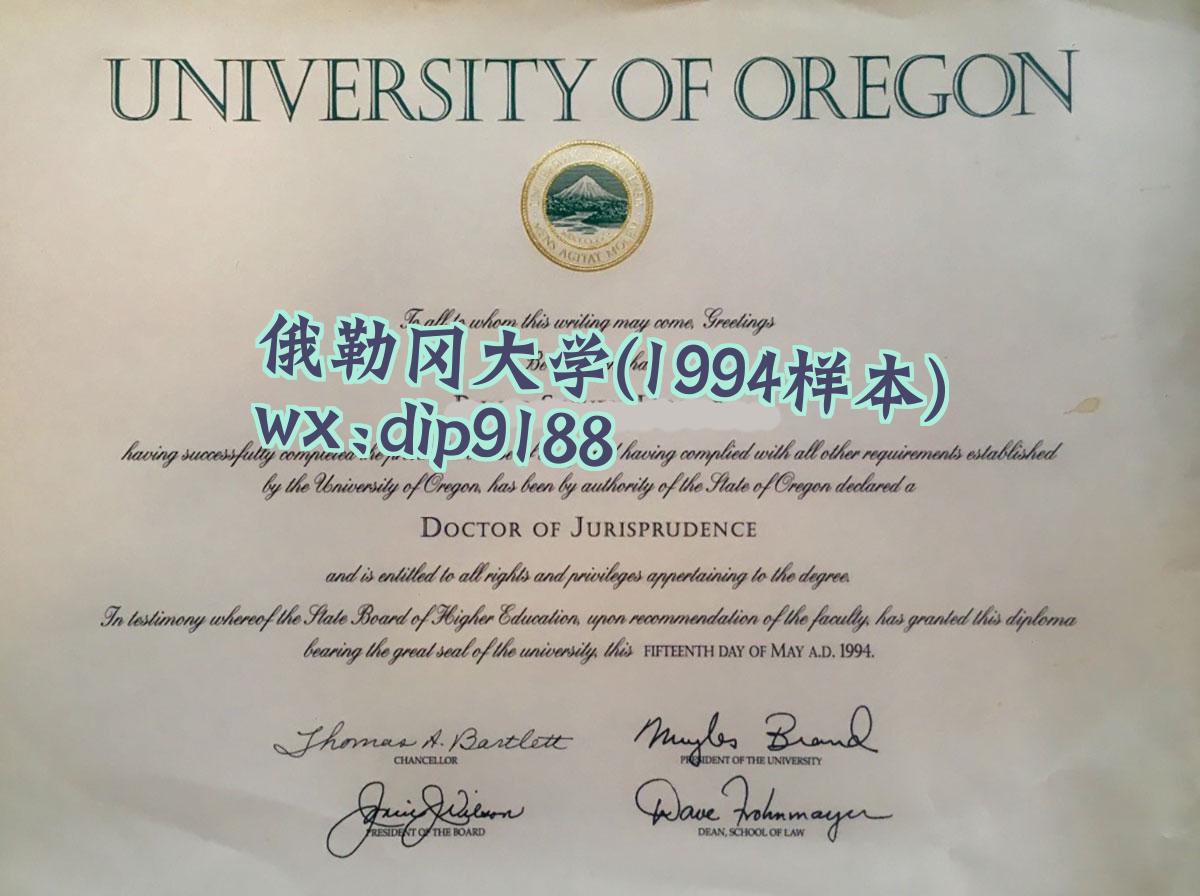 UNIVERSITY OF OREGON
MENS AGITAT MOLEM
To all to whom this writing may come, Greetings
俄勒冈大学(1994样本)
wx:dip9188
having successfully completed the having complied with all other requirements established
by the University of Oregon, has been by authority of the State of Oregon declared a
DOCTOR OF JURISPRUDENCE
and is entitled to all rights and privileges appertaining to the degree.
In testimony whereof the State Board of Higher Education, upon recommendation of the faculty, has granted this diploma
bearing the great seal of the university, this FIFTEENTH DAY OF MAY A.D. 1994.
Thomas A. Bartlett
CHANCELLOR
Myles Brand
PRESIDENT OF THE UNIVERSITY
Wilson
PRESIDENT OF THE BOARD
Dave Frohnmayer
DEAN, SCHOOL OF LAW